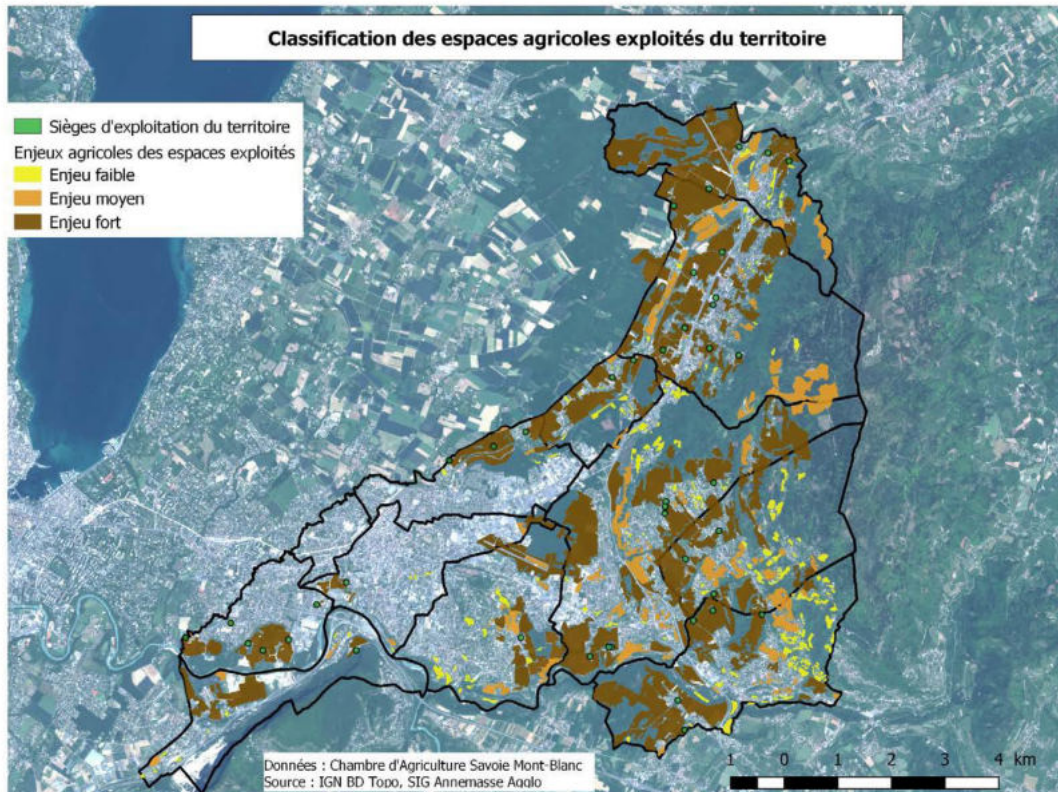 Classification des espaces agricoles exploités du territoire
Sièges d'exploitation du territoire
Enjeux agricoles des espaces exploités
Enjeu faible
Enjeu moyen
Enjeu fort
Données : Chambre d'Agriculture Savoie Mont-Blanc
Source : IGN BD Topo, SIG Annemasse Agglo
1 0 1 2 3 4 km